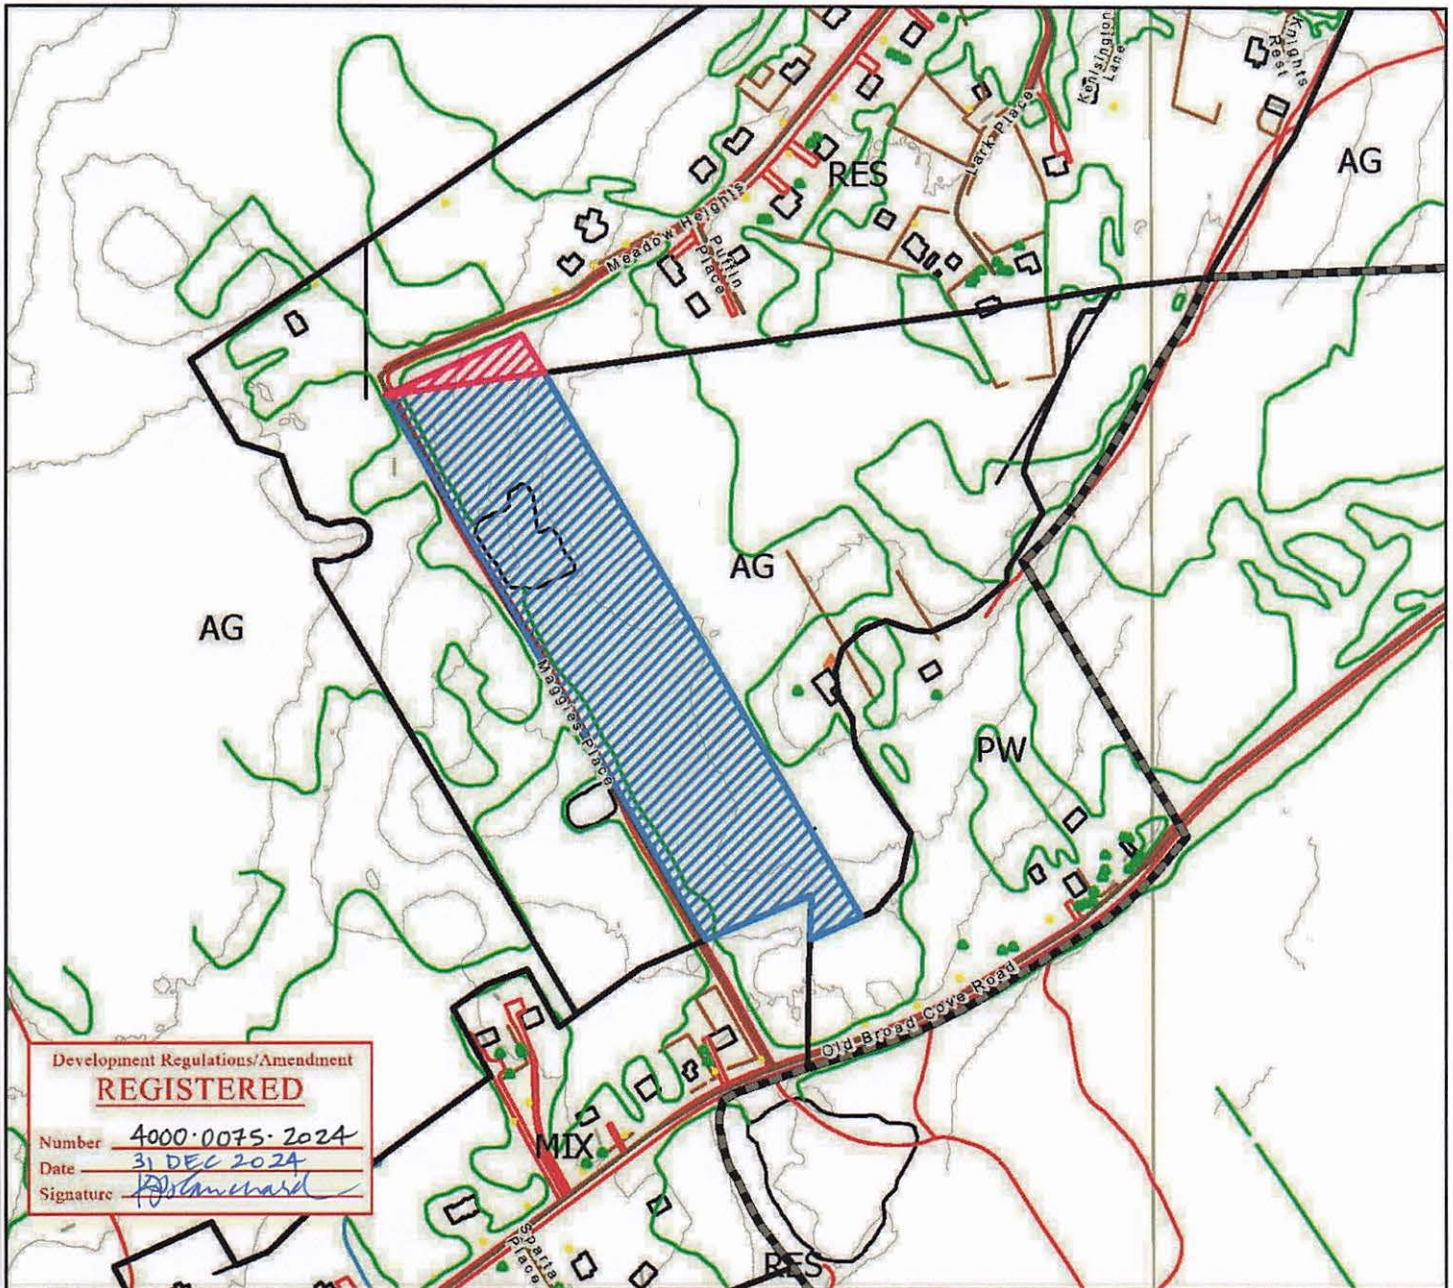 Kenisington
Lane
Knights
Rest
AG
Lark Place
RES
Meadow Heights
Puffin
Place
AG
AG
Maggies Place
PW
Old Broad Cove Road
Development Regulations/Amendment
REGISTERED
Number 4000·0075·2024
Date 31 DEC 2024
Signature
MIX
Sparta
Place
RES